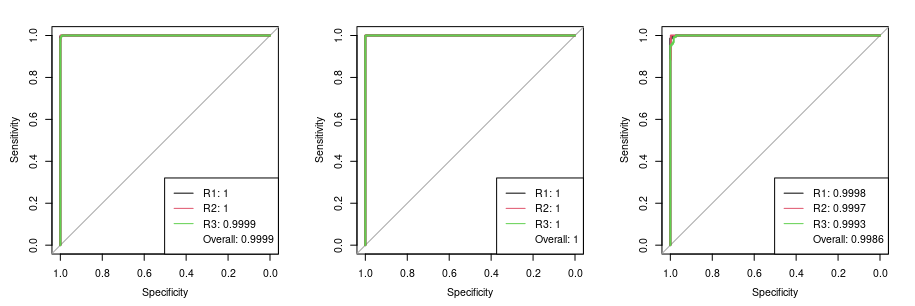 1.0
0.8
0.6
0.4
0.2
0.0
Sensitivity
R1: 1
R2: 1
R3: 0.9999
Overall: 0.9999
1.0 0.8 0.6 0.4 0.2 0.0
Specificity
1.0
0.8
0.6
0.4
0.2
0.0
Sensitivity
R1: 1
R2: 1
R3: 1
Overall: 1
1.0 0.8 0.6 0.4 0.2 0.0
Specificity
1.0
0.8
0.6
0.4
0.2
0.0
Sensitivity
R1: 0.9998
R2: 0.9997
R3: 0.9993
Overall: 0.9986
1.0 0.8 0.6 0.4 0.2 0.0
Specificity